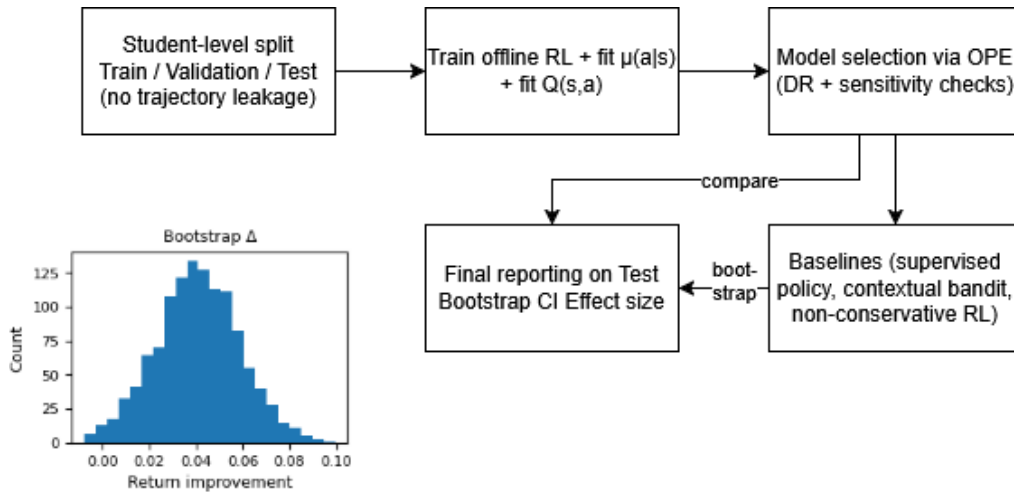 Student-level split
Train / Validation / Test
(no trajectory leakage)
Train offline RL + fit μ(a|s)
+ fit Q(s,a)
Model selection via OPE
(DR + sensitivity checks)
compare
Final reporting on Test
Bootstrap CI Effect size
boot-
strap
Baselines (supervised
policy, contextual bandit,
non-conservative RL)
Bootstrap Δ
125
100
75
50
25
0
Count
0.00 0.02 0.04 0.06 0.08 0.10
Return improvement